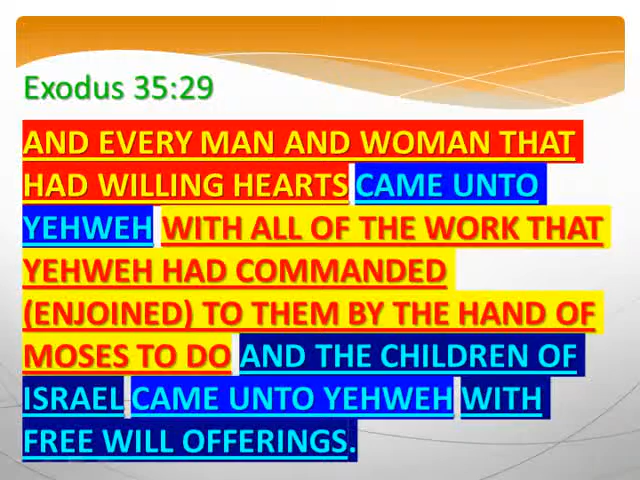 Exodus 35:29
AND EVERY MAN AND WOMAN THAT
HAD WILLING HEARTS CAME UNTO
YEHWEH WITH ALL OF THE WORK THAT
YEHWEH HAD COMMANDED
(ENJOINED) TO THEM BY THE HAND OF
MOSES TO DO AND THE CHILDREN OF
ISRAEL CAME UNTO YEHWEH WITH
FREE WILL OFFERINGS.